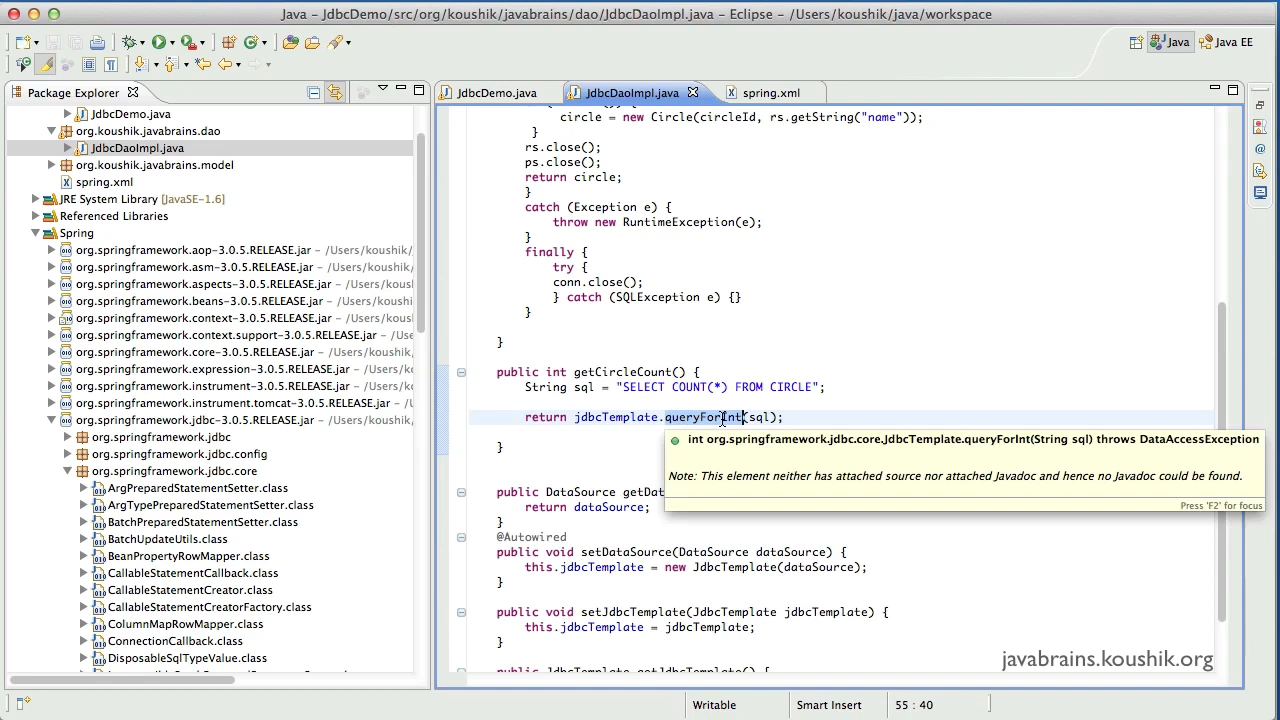 Java – JdbcDemo/src/org/koushik/javabrains/dao/JdbcDaoImpl.java – Eclipse – /Users/koushik/java/workspace
Java
Java EE
Package Explorer
JdbcDemo.java
org.koushik.javabrains.dao
JdbcDaoImpl.java
org.koushik.javabrains.model
spring.xml
JRE System Library [JavaSE-1.6]
Referenced Libraries
Spring
org.springframework.aop-3.0.5.RELEASE.jar – /Users/koushik/
org.springframework.asm-3.0.5.RELEASE.jar – /Users/koushik/
org.springframework.aspects-3.0.5.RELEASE.jar – /Users/kous
org.springframework.beans-3.0.5.RELEASE.jar – /Users/koushi
org.springframework.context-3.0.5.RELEASE.jar – /Users/kous
org.springframework.context.support-3.0.5.RELEASE.jar – /Use
org.springframework.core-3.0.5.RELEASE.jar – /Users/koushik
org.springframework.expression-3.0.5.RELEASE.jar – /Users/k
org.springframework.instrument-3.0.5.RELEASE.jar – /Users/k
org.springframework.instrument.tomcat-3.0.5.RELEASE.jar – /
org.springframework.jdbc-3.0.5.RELEASE.jar – /Users/koushik,
org.springframework.jdbc
org.springframework.jdbc.config
org.springframework.jdbc.core
ArgPreparedStatementSetter.class
ArgTypePreparedStatementSetter.class
BatchPreparedStatementSetter.class
BatchUpdateUtils.class
BeanPropertyRowMapper.class
CallableStatementCallback.class
CallableStatementCreator.class
CallableStatementCreatorFactory.class
ColumnMapRowMapper.class
ConnectionCallback.class
DisposableSqlTypeValue.class
JdbcDemo.java
JdbcDaoImpl.java
spring.xml
circle = new Circle(circleId, rs.getString("name"));
}
rs.close();
ps.close();
return circle;
}
catch (Exception e) {
throw new RuntimeException(e);
}
finally {
try {
conn.close();
} catch (SQLException e) {}
}
}
public int getCircleCount() {
String sql = "SELECT COUNT(*) FROM CIRCLE";
return jdbcTemplate.queryForInt(sql);
}
int org.springframework.jdbc.core.JdbcTemplate.queryForInt(String sql) throws DataAccessException
Note: This element neither has attached source nor attached Javadoc and hence no Javadoc could be found.
Press 'F2' for focus
public DataSource getDat
return dataSource;
}
@Autowired
public void setDataSource(DataSource dataSource) {
this.jdbcTemplate = new JdbcTemplate(dataSource);
}
public void setJdbcTemplate(JdbcTemplate jdbcTemplate) {
this.jdbcTemplate = jdbcTemplate;
}
public JdbcTemplate getJdbcTemplate() {
javabrains.koushik.org
Writable
Smart Insert
55 : 40